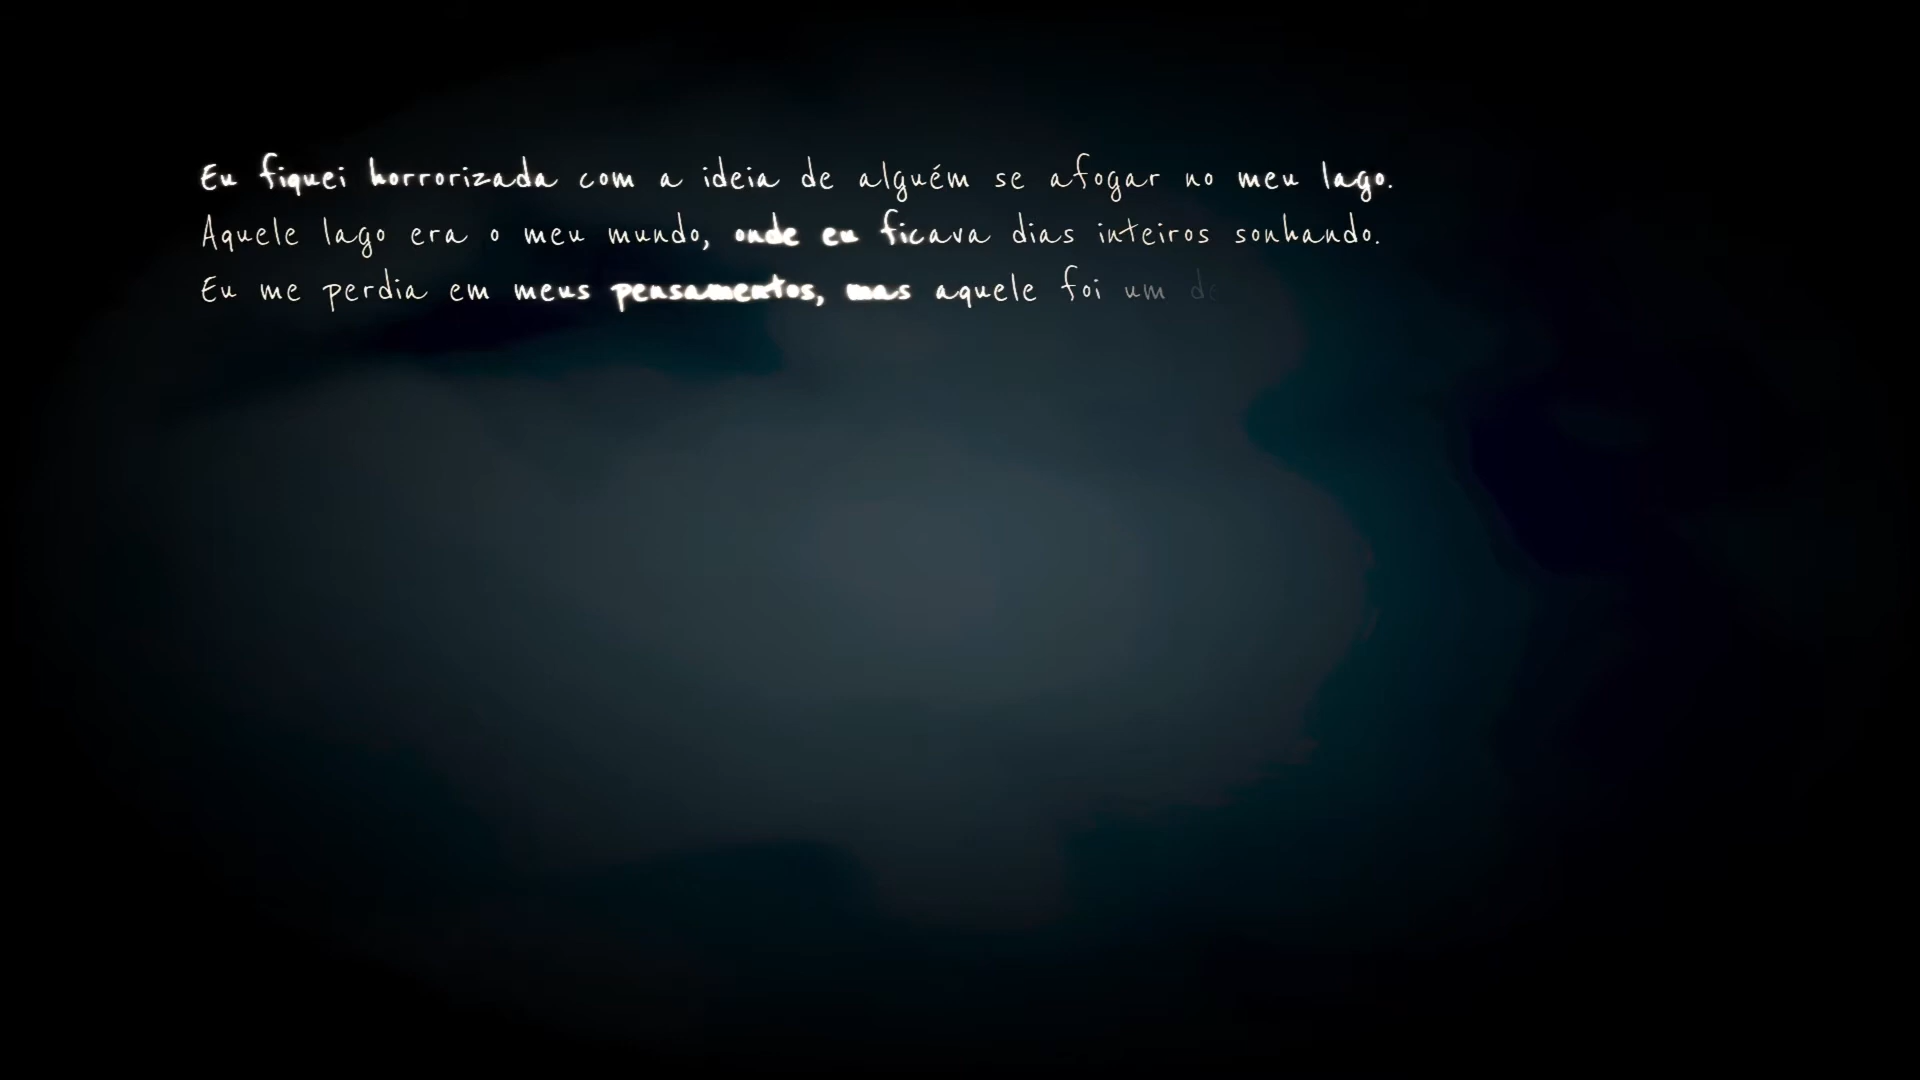 Eu fiquei horrorizada com a ideia de alguém se afogar no meu lago.
Aquele lago era o meu mundo, onde eu ficava dias inteiros sonhando.
Eu me perdia em meus pensamentos, mas aquele foi um de